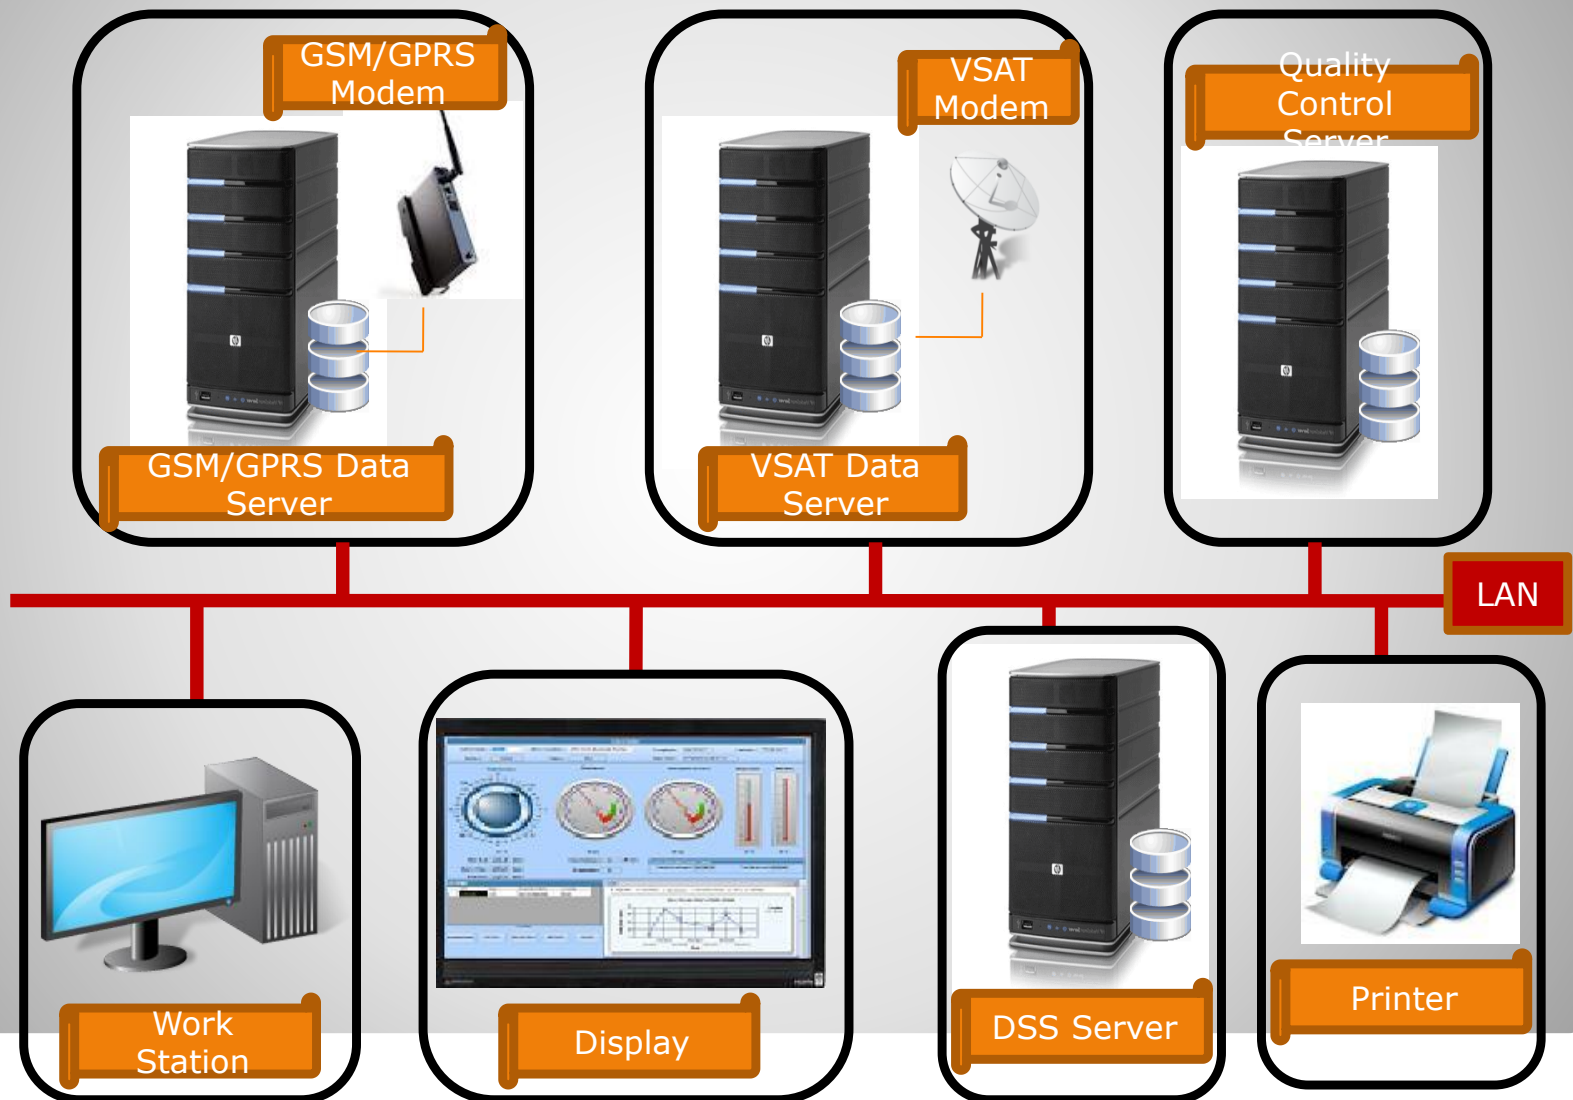 GSM/GPRS
Modem
VSAT
Modem
Quality
Control
Server
GSM/GPRS Data
Server
VSAT Data
Server
LAN
Work
Station
Display
DSS Server
Printer